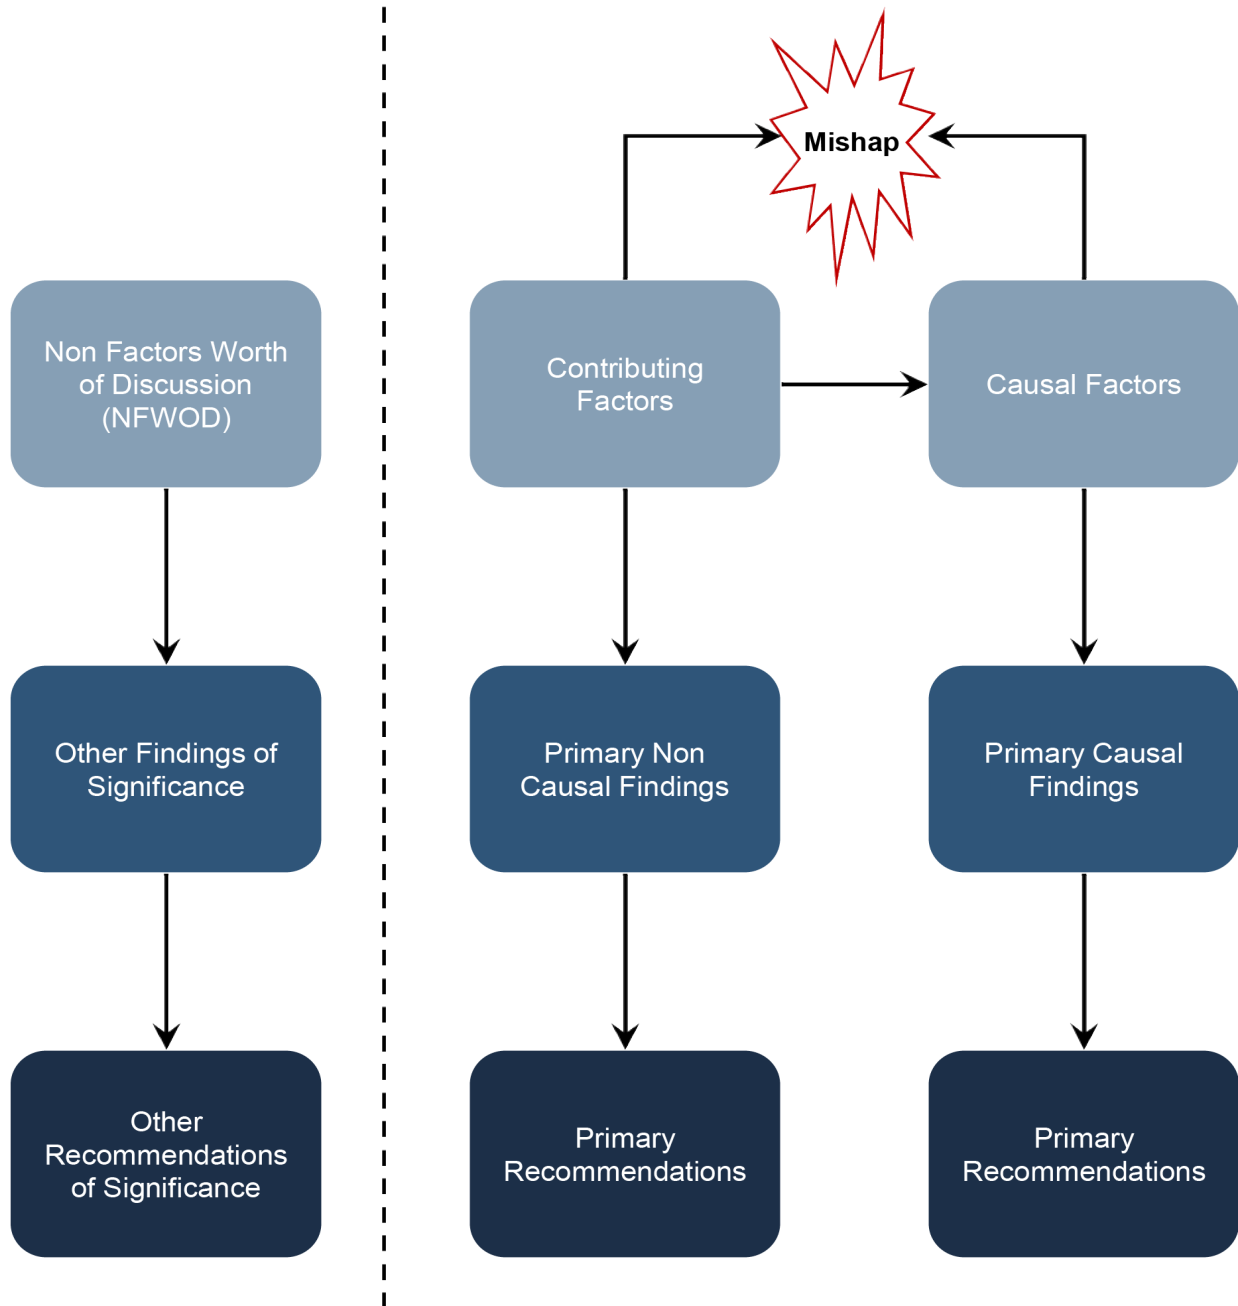 Mishap
Non Factors Worth
of Discussion
(NFWOD)
Contributing
Factors
Causal Factors
Other Findings of
Significance
Primary Non
Causal Findings
Primary Causal
Findings
Other
Recommendations
of Significance
Primary
Recommendations
Primary
Recommendations